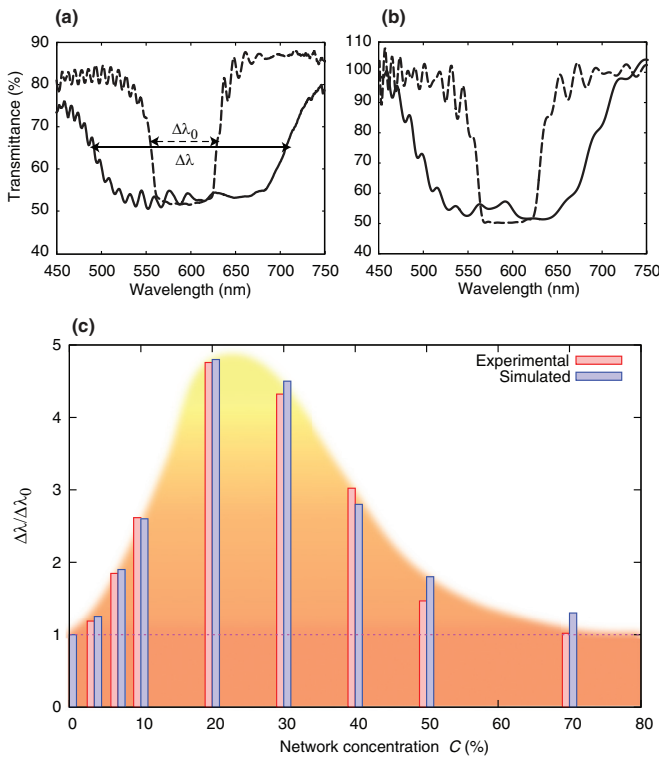 (a)
(b)
90
80
70
60
50
40
Transmittance (%)
Δλ₀
Δλ
450 500 550 600 650 700 750
Wavelength (nm)
110
100
90
80
70
60
50
40
450 500 550 600 650 700 750
Wavelength (nm)
(c)
5
4
3
2
1
0
Δλ/Δλ₀
Experimental
Simulated
0 10 20 30 40 50 60 70 80
Network concentration C (%)